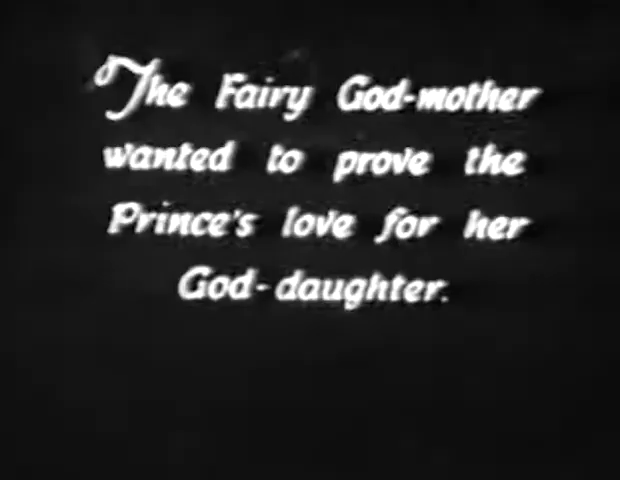 The Fairy God-mother
wanted to prove the
Prince's love for her
God-daughter.